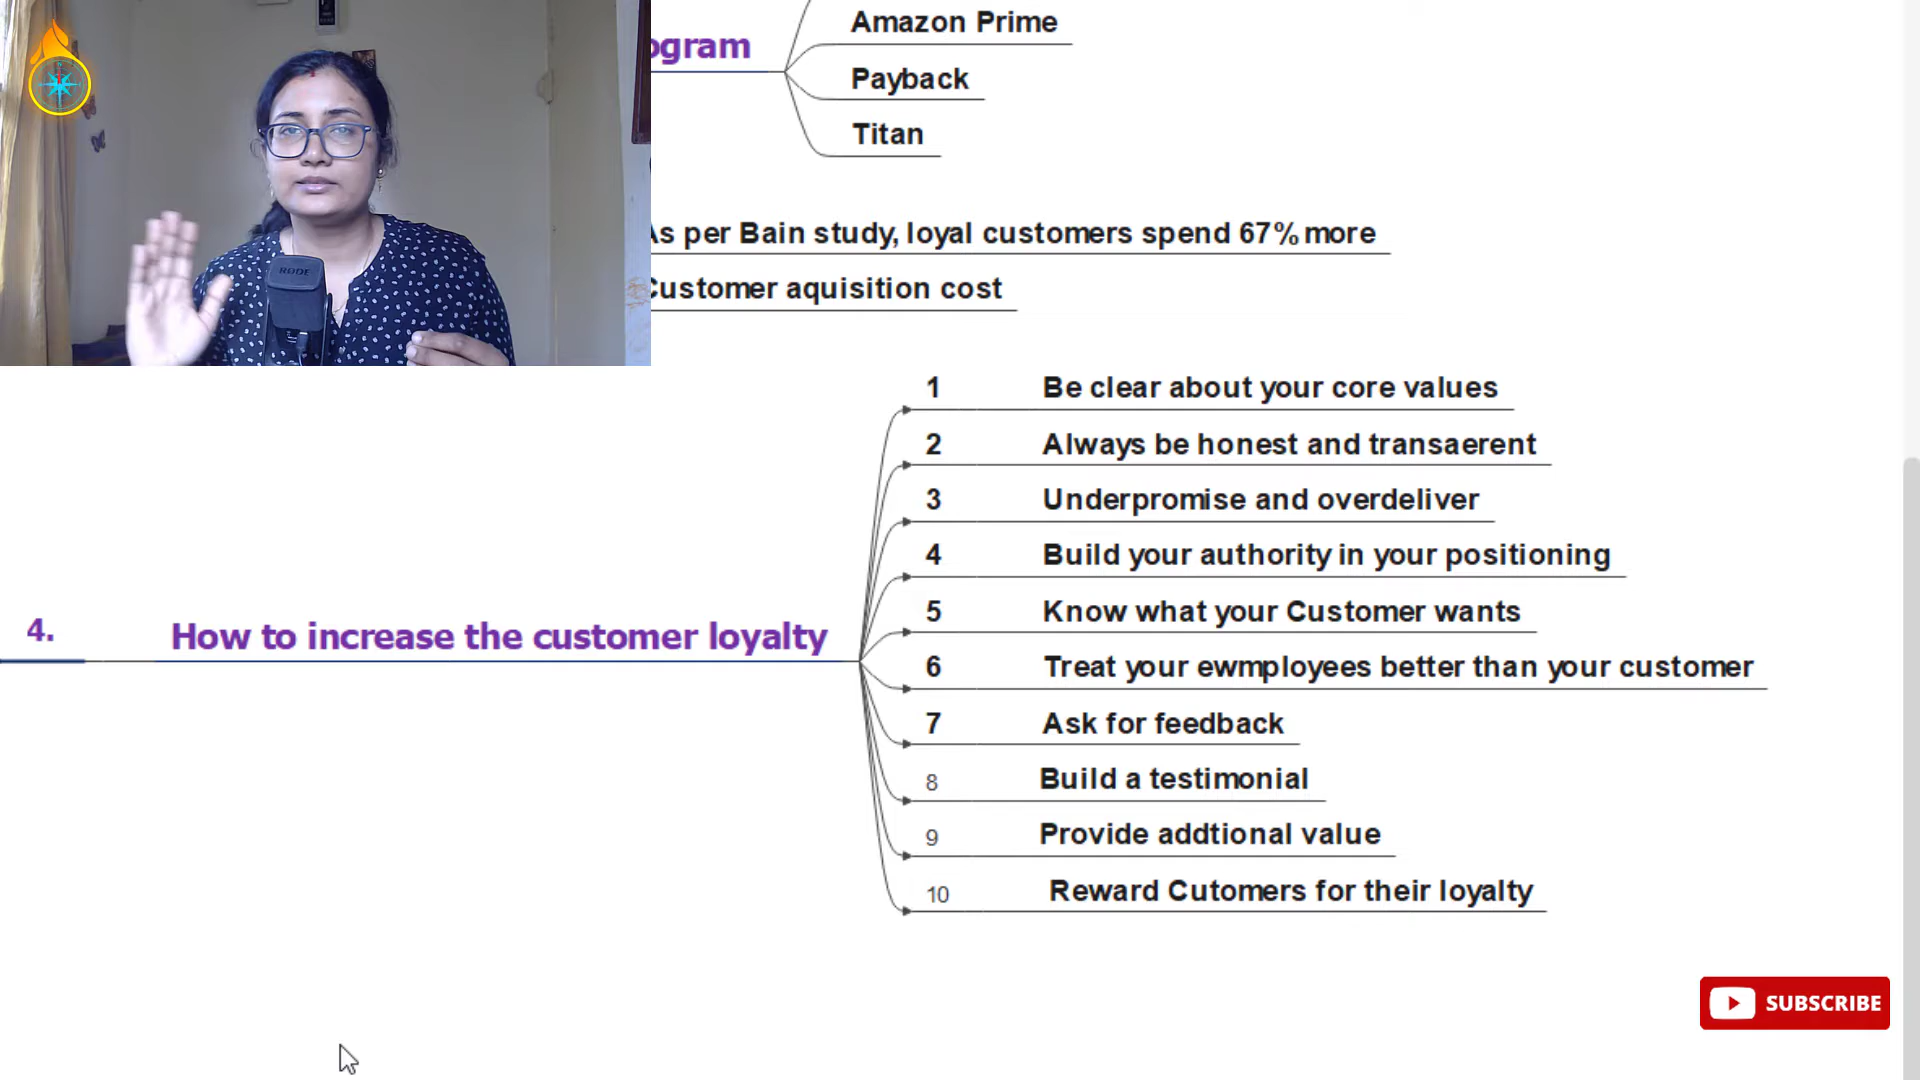 ogram
Amazon Prime
Payback
Titan
As per Bain study, loyal customers spend 67% more
Customer aquisition cost
RODE
4. How to increase the customer loyalty
1 Be clear about your core values
2 Always be honest and transaerent
3 Underpromise and overdeliver
4 Build your authority in your positioning
5 Know what your Customer wants
6 Treat your ewmployees better than your customer
7 Ask for feedback
8 Build a testimonial
9 Provide addtional value
10 Reward Cutomers for their loyalty
SUBSCRIBE